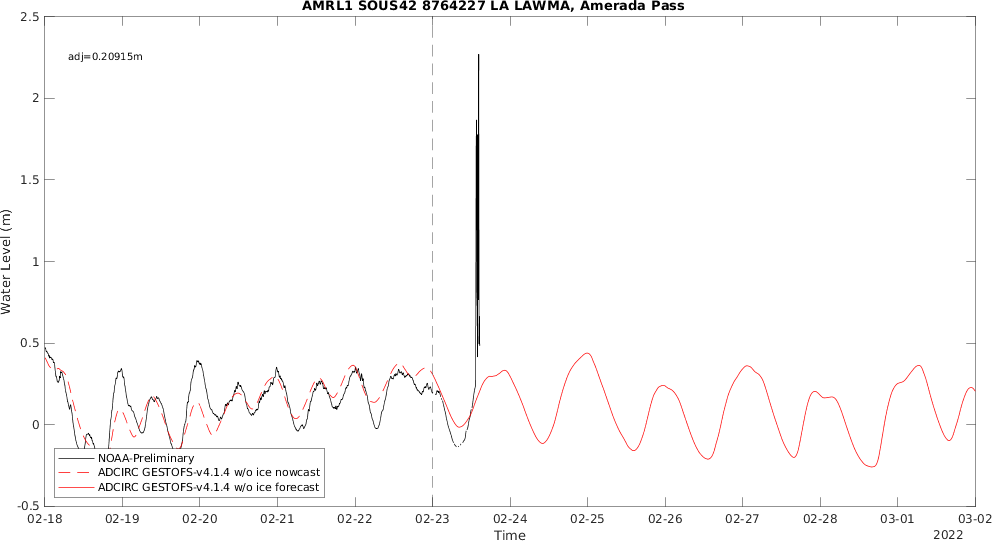 AMRL1 SOUS42 8764227 LA LAWMA, Amerada Pass
adj=0.20915m
2.5
2
1.5
1
0.5
0
-0.5
Water Level (m)
NOAA-Preliminary
ADCIRC GESTOFS-v4.1.4 w/o ice nowcast
ADCIRC GESTOFS-v4.1.4 w/o ice forecast
02-18 02-19 02-20 02-21 02-22 02-23 02-24 02-25 02-26 02-27 02-28 03-01 03-02
Time
2022